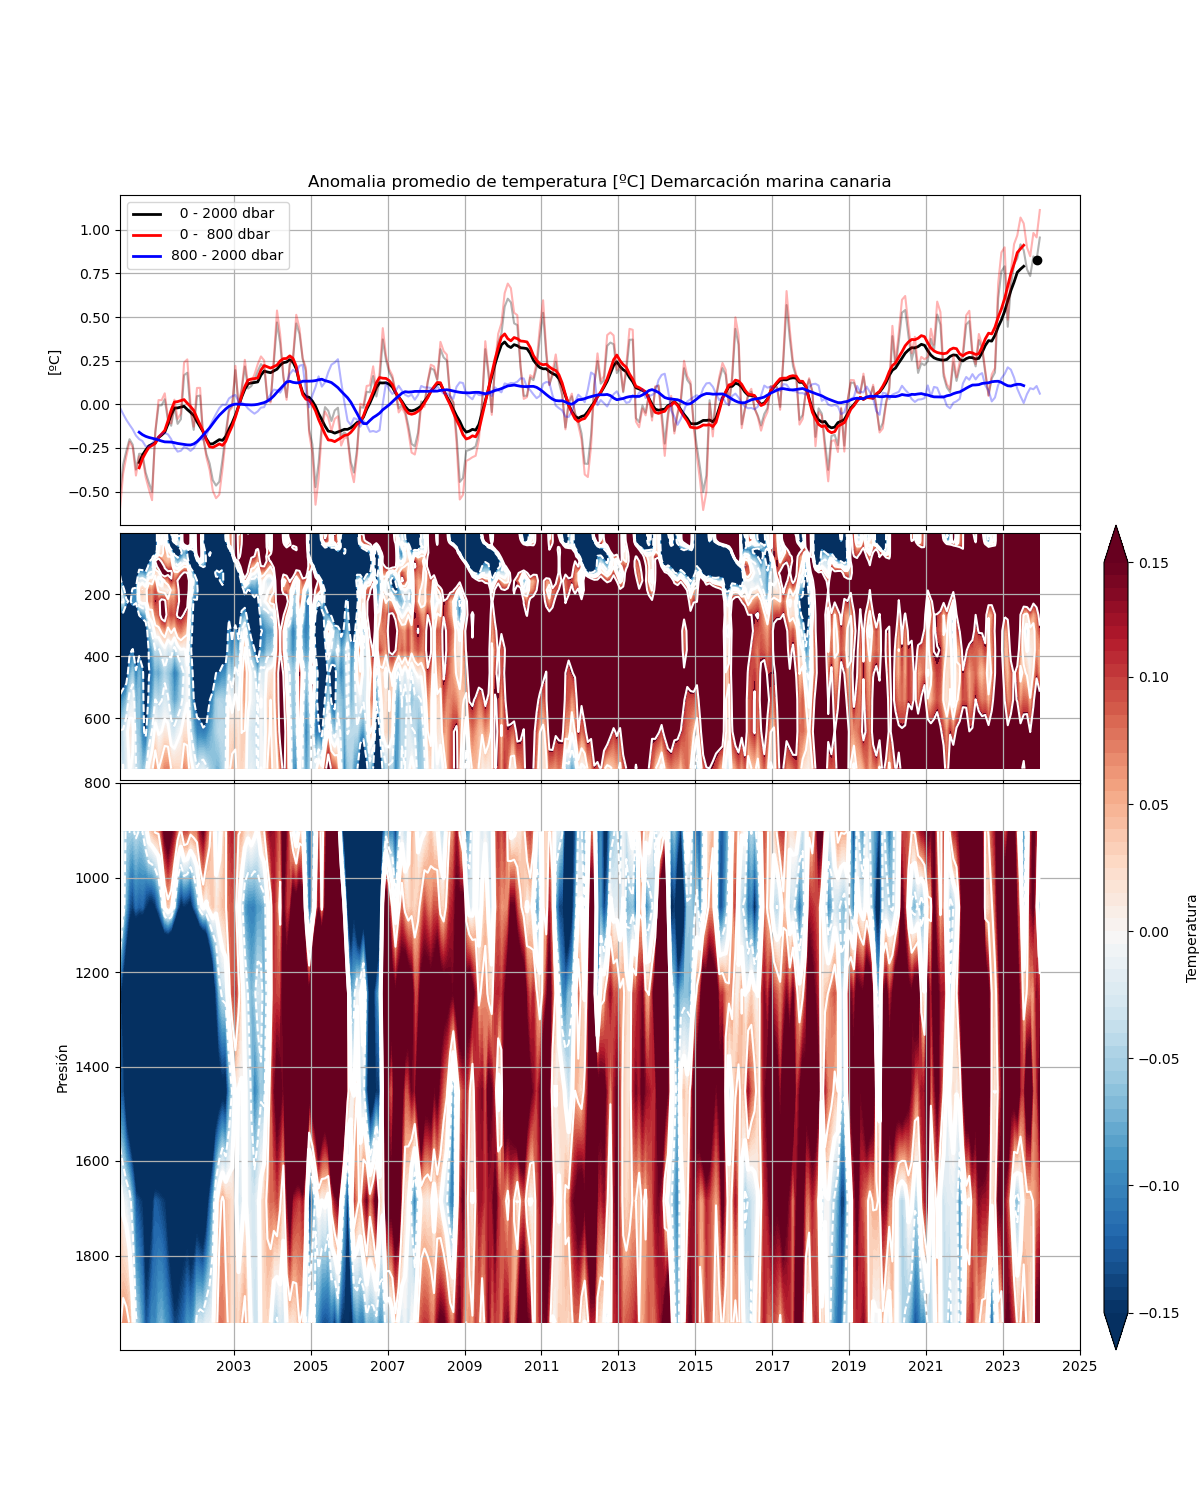 Anomalia promedio de temperatura [ºC] Demarcación marina canaria
0 - 2000 dbar
0 - 800 dbar
800 - 2000 dbar
[ºC]
1.00
0.75
0.50
0.25
0.00
−0.25
−0.50
200
400
600
800
1000
1200
1400
1600
1800
Presión
2003 2005 2007 2009 2011 2013 2015 2017 2019 2021 2023 2025
0.15
0.10
0.05
0.00
−0.05
−0.10
−0.15
Temperatura